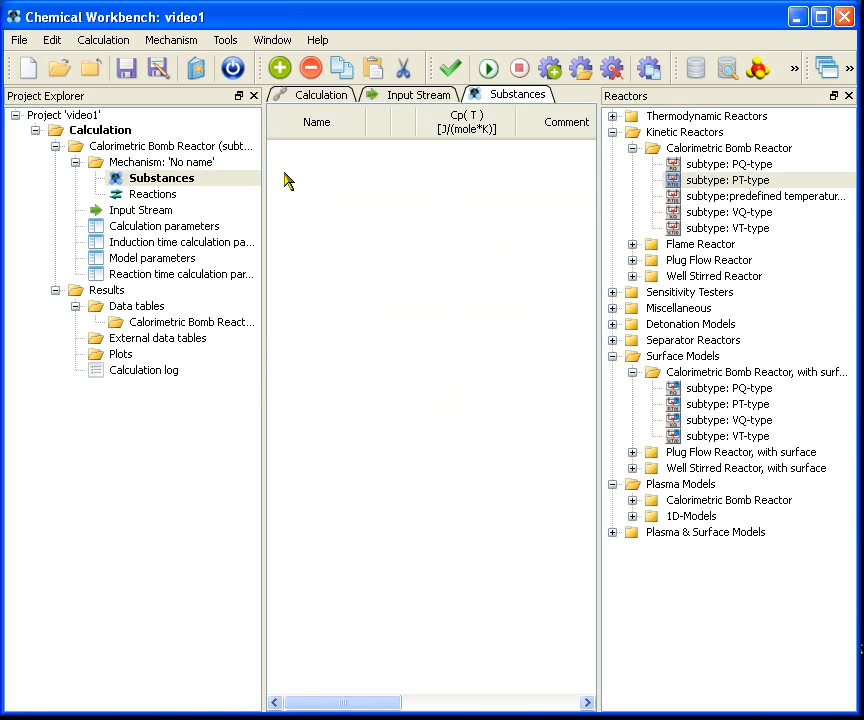 Chemical Workbench: video1
File Edit Calculation Mechanism Tools Window Help
» »
Project Explorer
Project 'video1'
Calculation
Calorimetric Bomb Reactor (subt...
Mechanism: 'No name'
Substances
Reactions
Input Stream
Calculation parameters
Induction time calculation pa...
Model parameters
Reaction time calculation par...
Results
Data tables
Calorimetric Bomb React...
External data tables
Plots
Calculation log
Calculation Input Stream Substances
Name Cp( T ) Comment
[J/(mole*K)]
Reactors
Thermodynamic Reactors
Kinetic Reactors
Calorimetric Bomb Reactor
subtype: PQ-type
subtype: PT-type
subtype:predefined temperatur...
subtype: VQ-type
subtype: VT-type
Flame Reactor
Plug Flow Reactor
Well Stirred Reactor
Sensitivity Testers
Miscellaneous
Detonation Models
Separator Reactors
Surface Models
Calorimetric Bomb Reactor, with surf...
subtype: PQ-type
subtype: PT-type
subtype: VQ-type
subtype: VT-type
Plug Flow Reactor, with surface
Well Stirred Reactor, with surface
Plasma Models
Calorimetric Bomb Reactor
1D-Models
Plasma & Surface Models